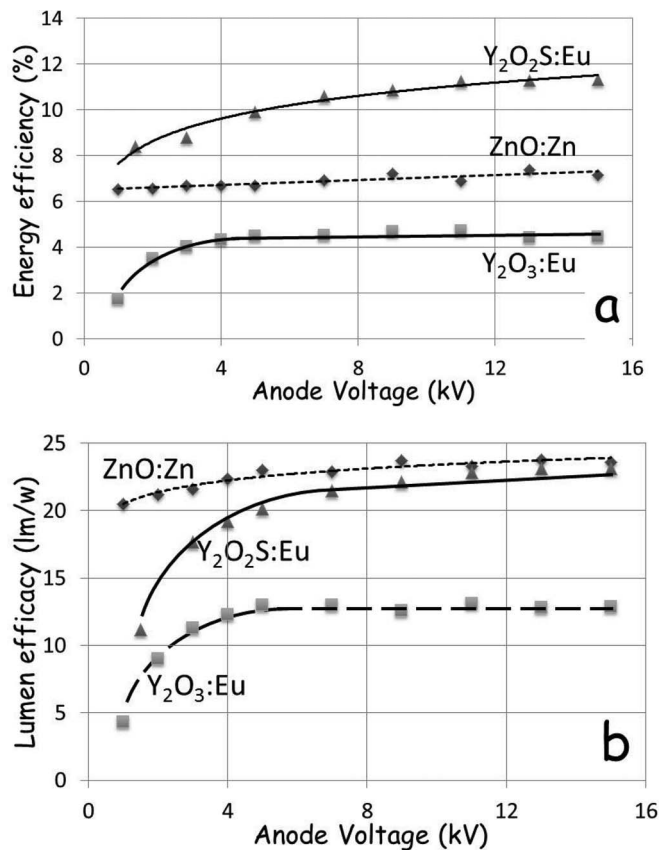 14
12
10
8
6
4
2
0
Energy efficiency (%)
Y₂O₂S:Eu
ZnO:Zn
Y₂O₃:Eu
a
0 4 8 12 16
Anode Voltage (kV)
25
20
15
10
5
0
Lumen efficacy (lm/w)
ZnO:Zn
Y₂O₂S:Eu
Y₂O₃:Eu
b
0 4 8 12 16
Anode Voltage (kV)